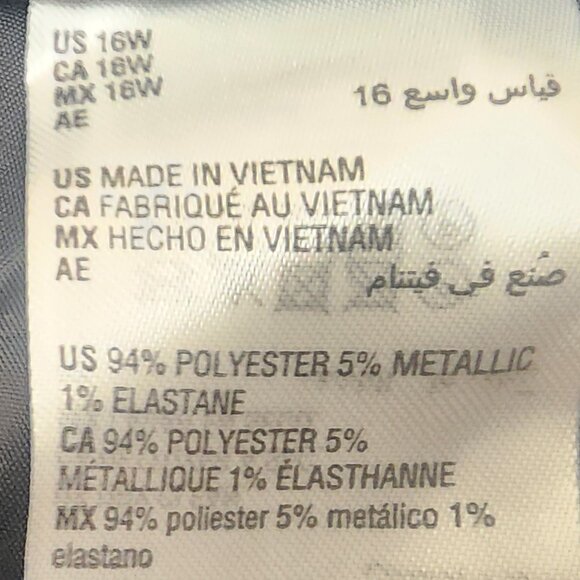 US 16W
CA 16W
MX 16W
AE قياس واسع 16
US MADE IN VIETNAM
CA FABRIQUÉ AU VIETNAM
MX HECHO EN VIETNAM
AE صُنع في فيتنام
US 94% POLYESTER 5% METALLIC
1% ELASTANE
CA 94% POLYESTER 5%
MÉTALLIQUE 1% ÉLASTHANNE
MX 94% poliester 5% metálico 1%
elastano